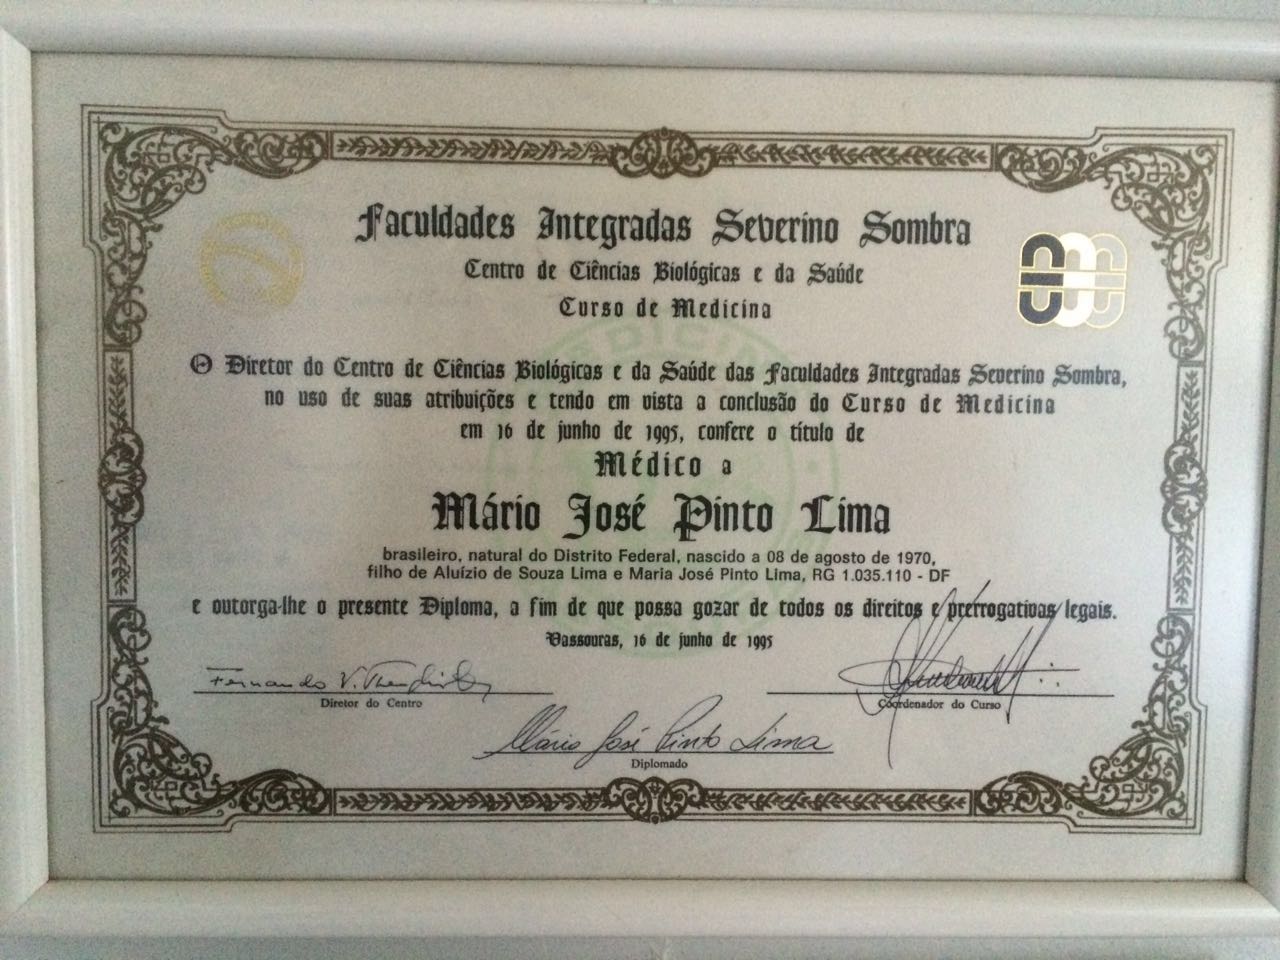 Faculdades Integradas Severino Sombra
Centro de Ciências Biológicas e da Saúde
Curso de Medicina
O Diretor do Centro de Ciências Biológicas e da Saúde das Faculdades Integradas Severino Sombra,
no uso de suas atribuições e tendo em vista a conclusão do Curso de Medicina
em 16 de junho de 1995, confere o título de
Médico a
Mário José Pinto Lima
brasileiro, natural do Distrito Federal, nascido a 08 de agosto de 1970,
filho de Aluízio de Souza Lima e Maria José Pinto Lima, RG 1.035.110 - DF
e outorga-lhe o presente Diploma, a fim de que possa gozar de todos os direitos e prerrogativas legais.
Vassouras, 16 de junho de 1995
Fernando V.
Diretor do Centro
Coordenador do Curso
Mário José Pinto Lima
Diplomado